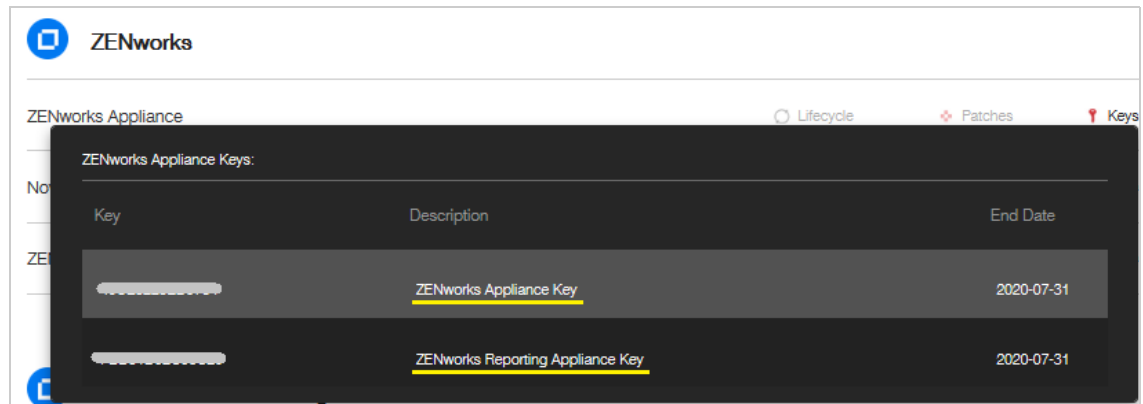 ZENworks
ZENworks Appliance Lifecycle Patches Keys
ZENworks Appliance Keys:
Key Description End Date
ZENworks Appliance Key 2020-07-31
ZENworks Reporting Appliance Key 2020-07-31